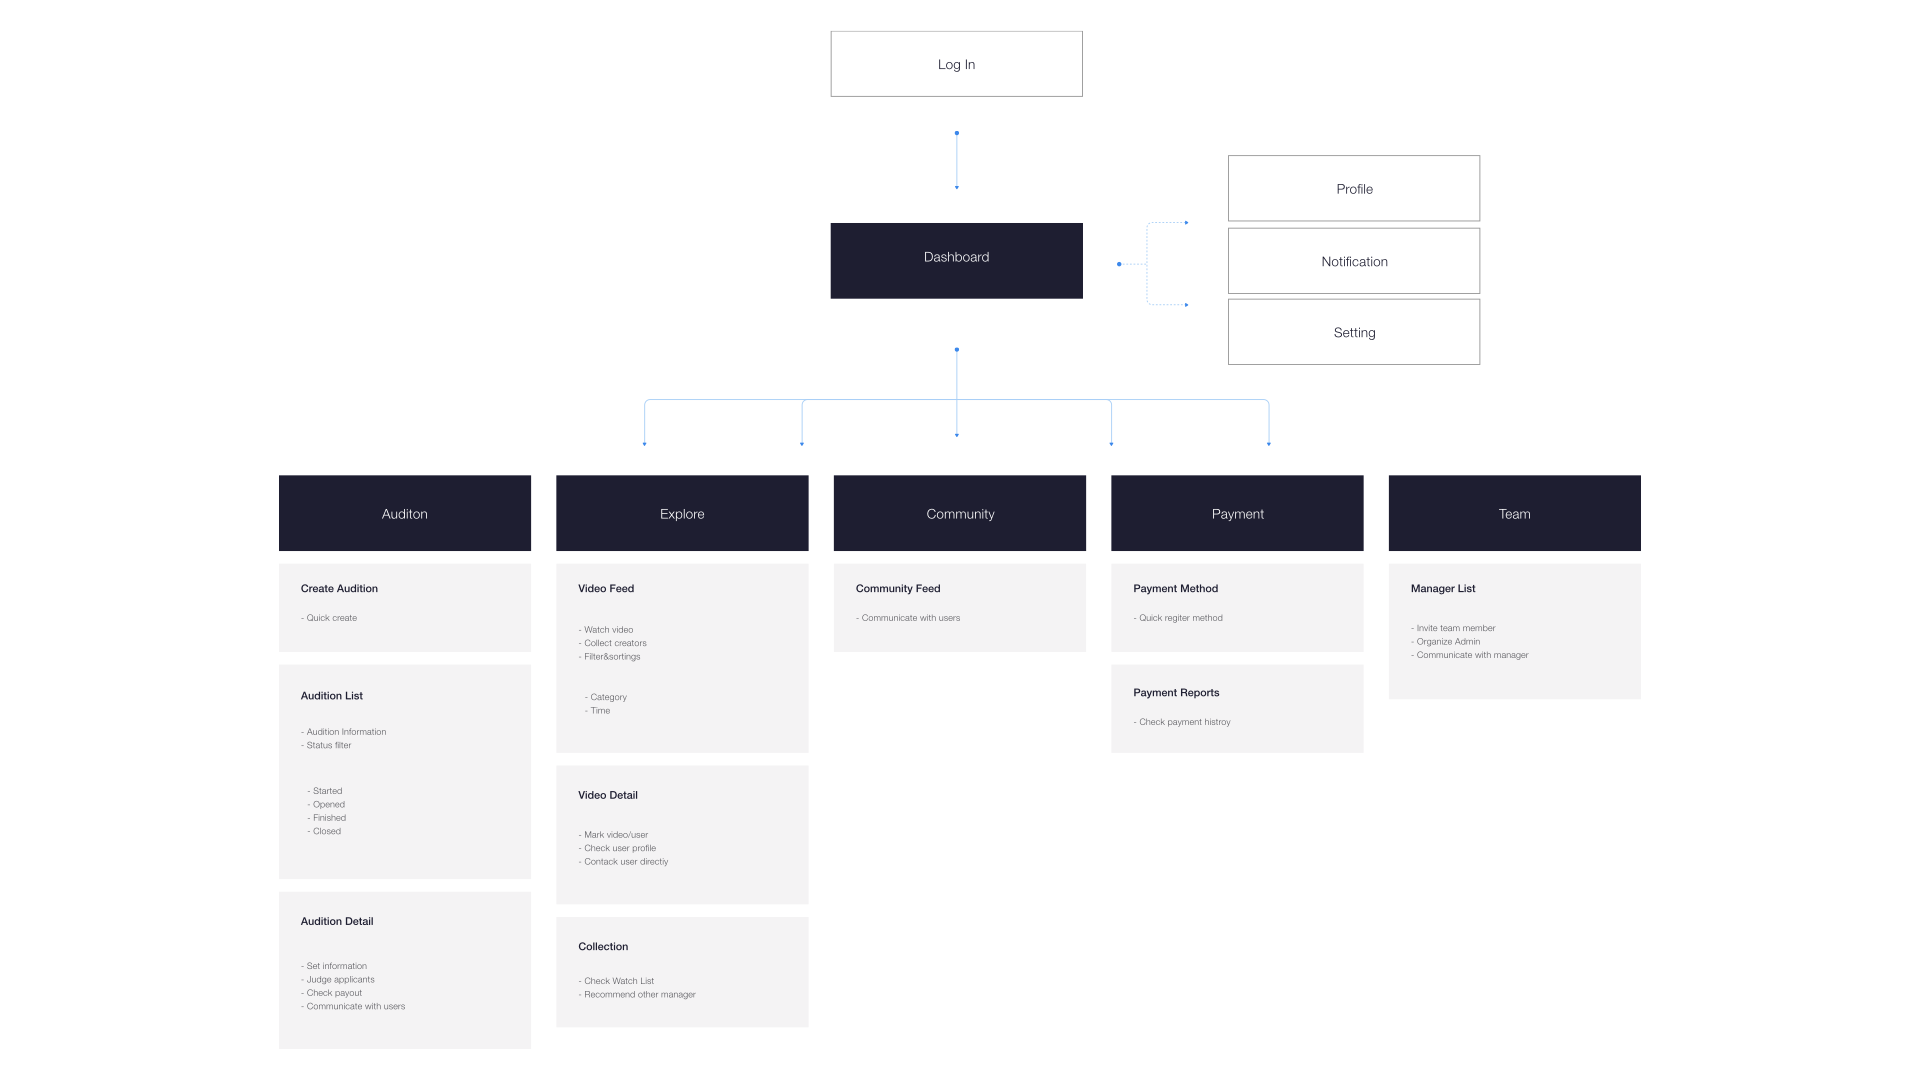 Log In
Profile
Dashboard
Notification
Setting
Auditon
Explore
Community
Payment
Team
Create Audition
- Quick create
Audition List
- Audition Information
- Status filter
- Started
- Opened
- Finished
- Closed
Audition Detail
- Set information
- Judge applicants
- Check payout
- Communicate with users
Video Feed
- Watch video
- Collect creators
- Filter&sortings
- Category
- Time
Video Detail
- Mark video/user
- Check user profile
- Contack user directiy
Collection
- Check Watch List
- Recommend other manager
Community Feed
- Communicate with users
Payment Method
- Quick regiter method
Payment Reports
- Check payment histroy
Manager List
- Invite team member
- Organize Admin
- Communicate with manager